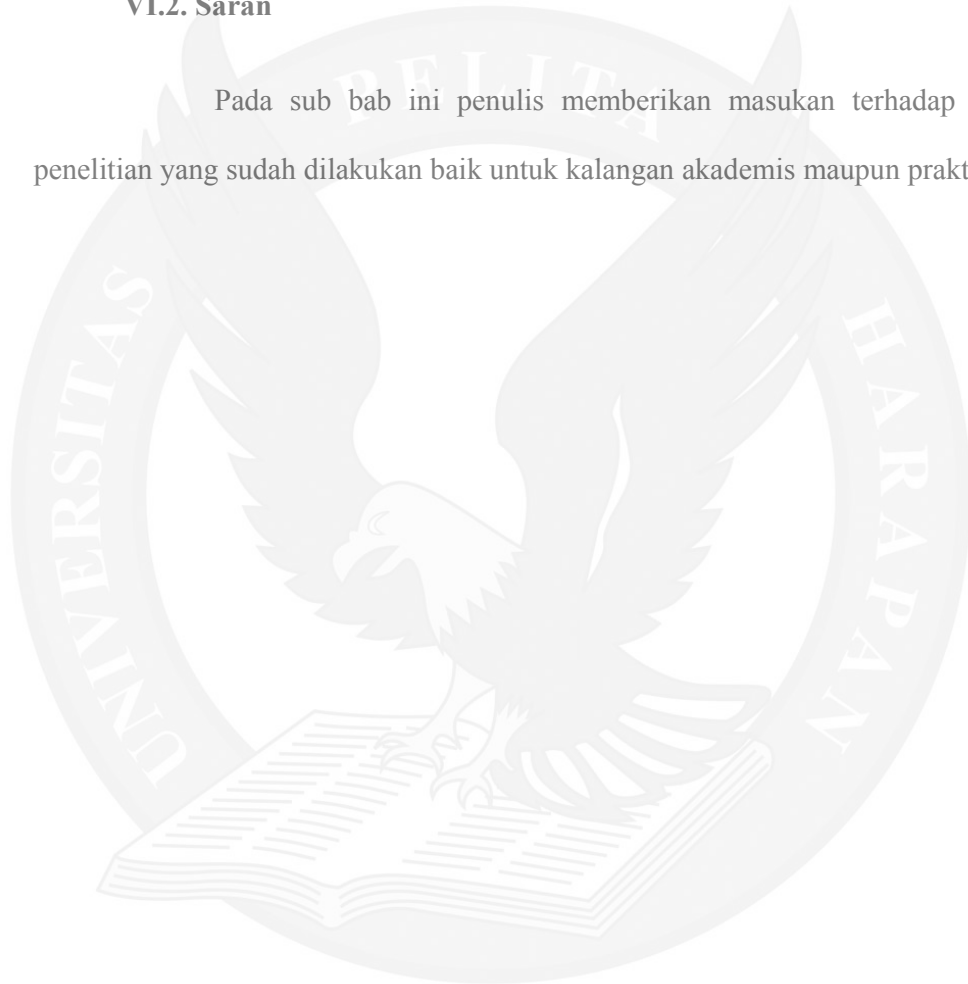 VI.2. Saran
Pada sub bab ini penulis memberikan masukan terhadap
penelitian yang sudah dilakukan baik untuk kalangan akademis maupun prakt
UNIVERSITAS PELITA HARAPAN